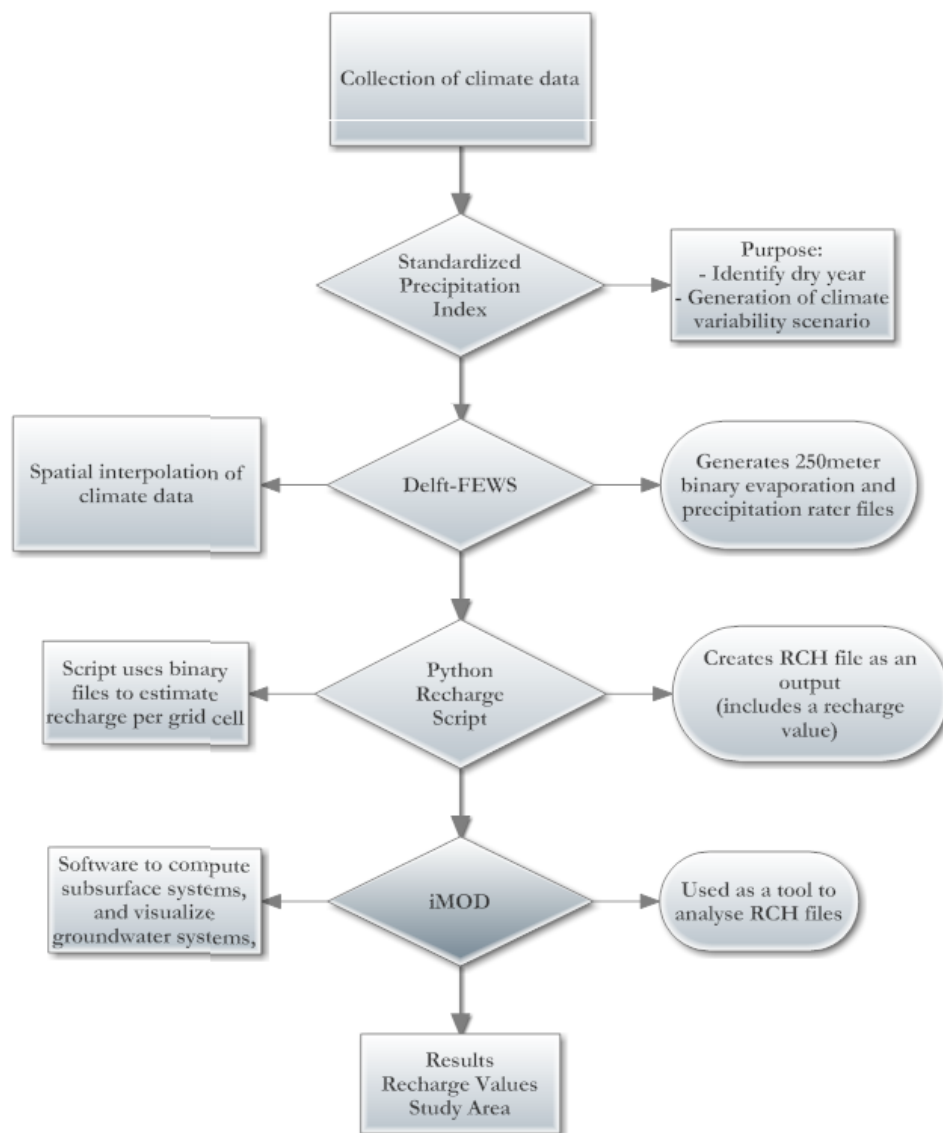 Collection of climate data
Standardized
Precipitation
Index
Purpose:
- Identify dry year
- Generation of climate
variability scenario
Spatial interpolation of
climate data
Delft-FEWS
Generates 250meter
binary evaporation and
precipitation rater files
Script uses binary
files to estimate
recharge per grid cell
Python
Recharge
Script
Creates RCH file as an
output
(includes a recharge
value)
Software to compute
subsurface systems,
and visualize
groundwater systems,
iMOD
Used as a tool to
analyse RCH files
Results
Recharge Values
Study Area